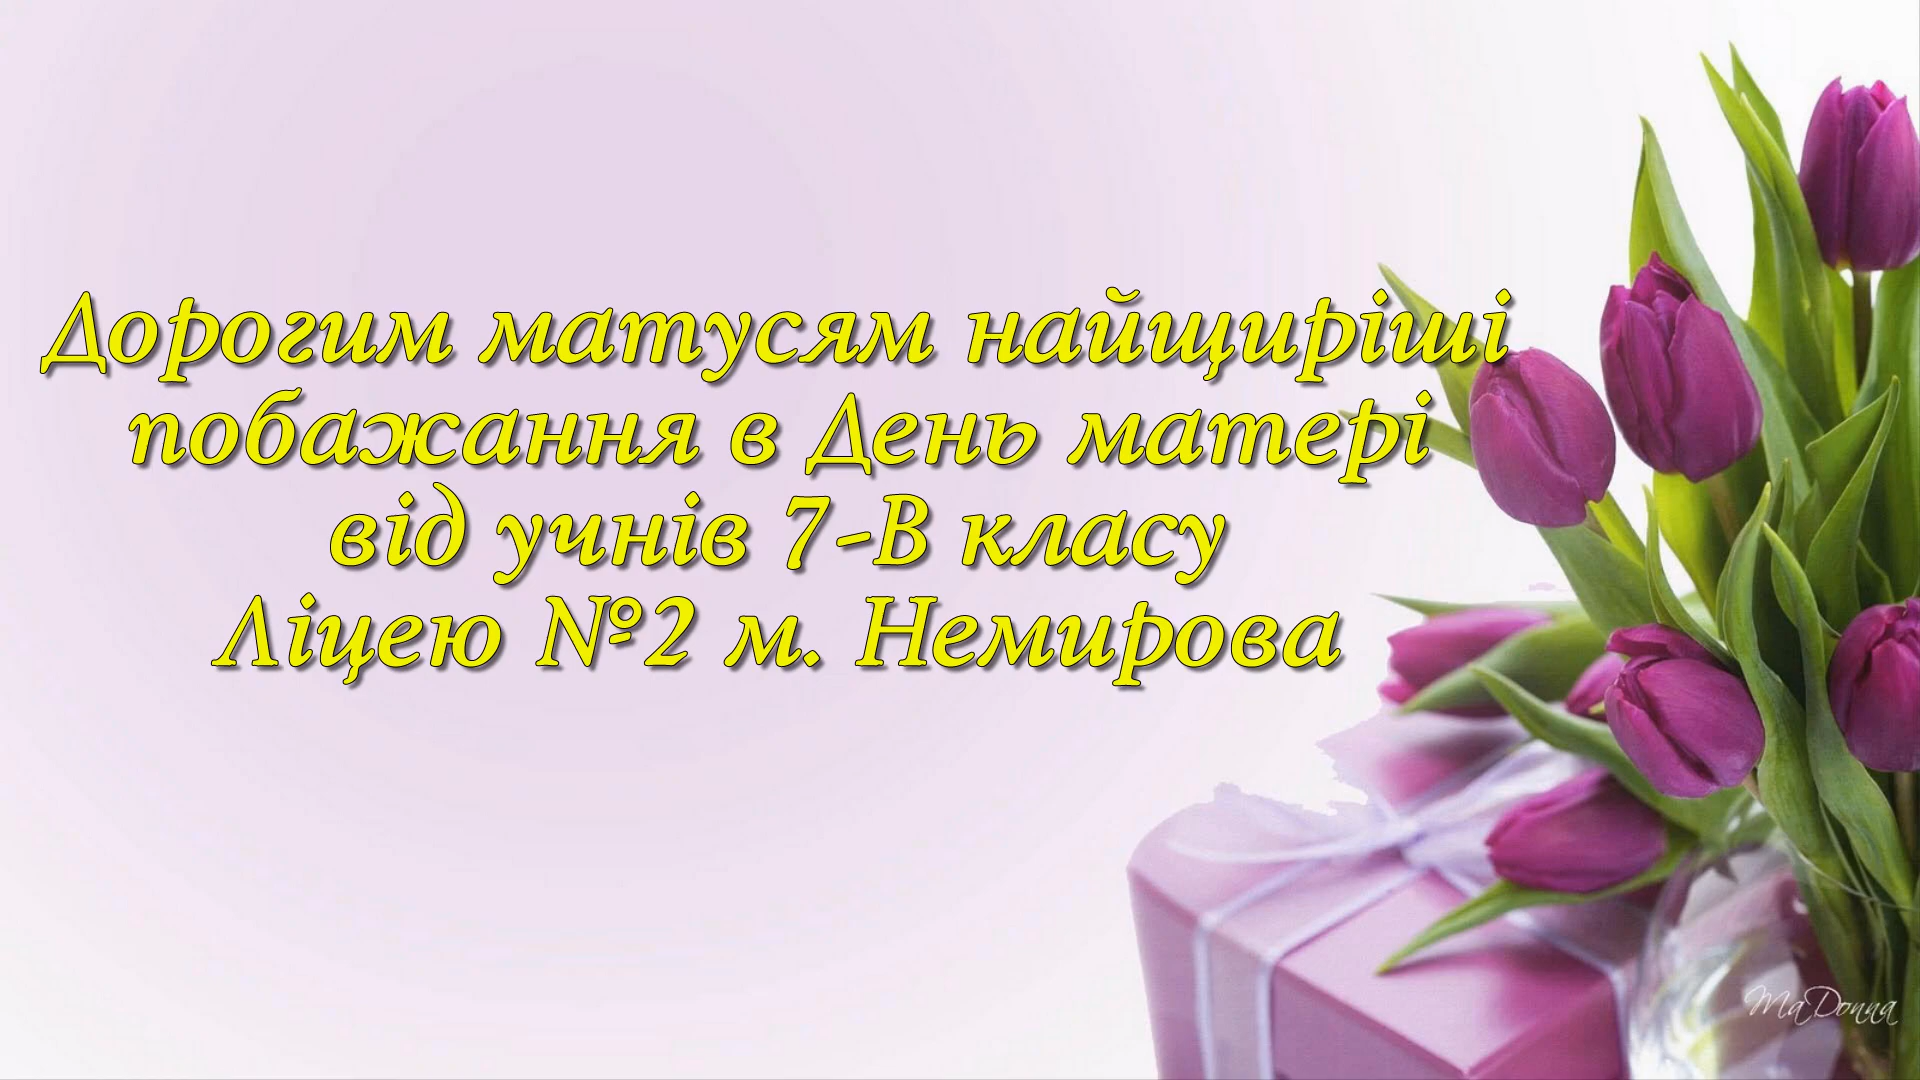 Дорогим матусям найщиріші
побажання в День матері
від учнів 7-В класу
Ліцею №2 м. Немирова
MaDonna